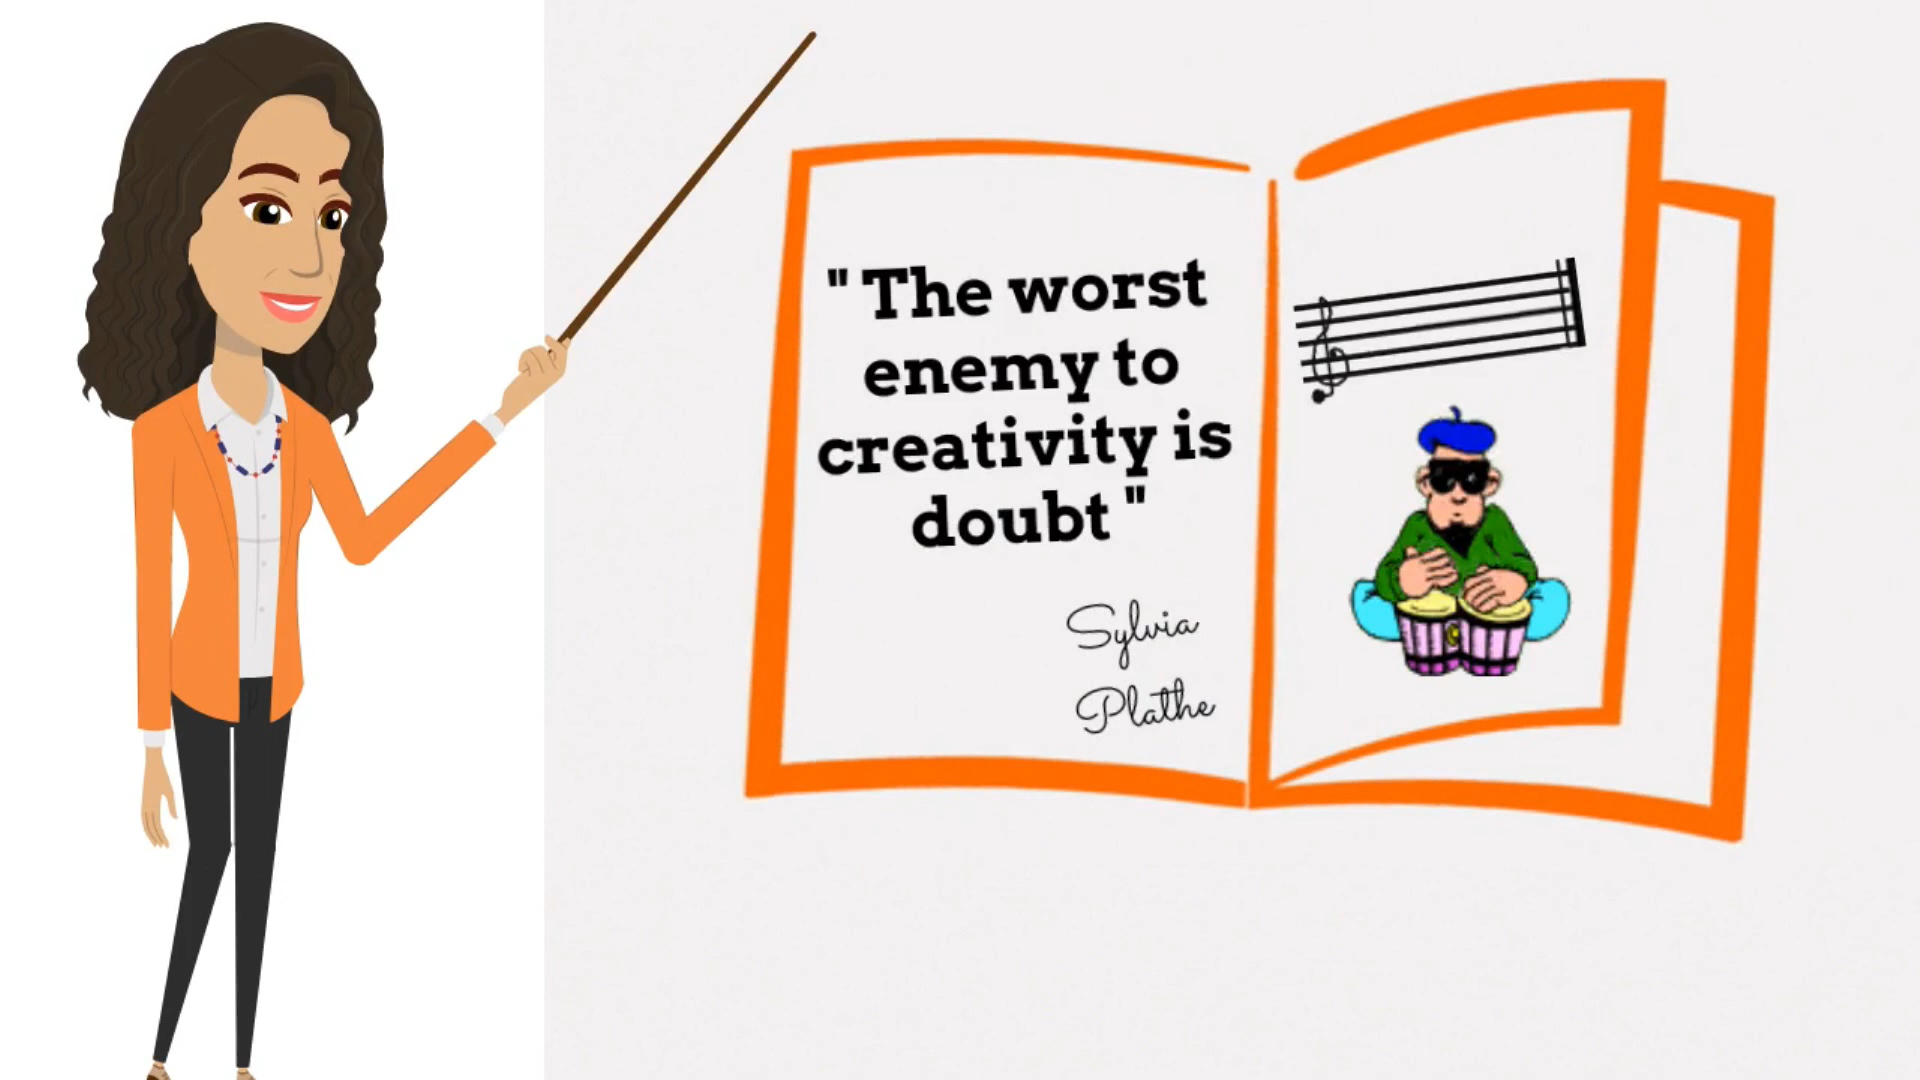 " The worst
enemy to
creativity is
doubt "
Sylvia
Plathe